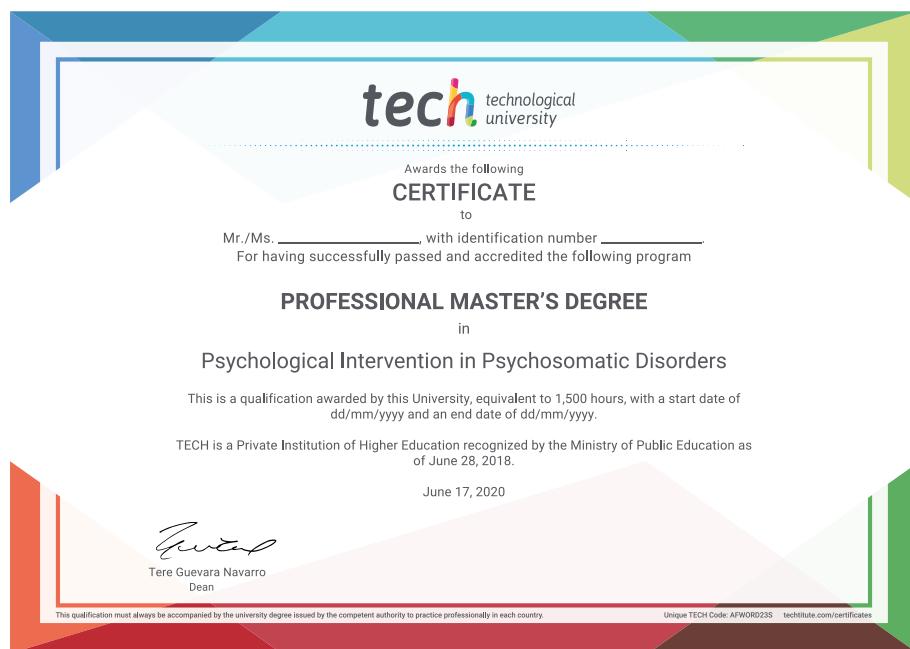 tech technological
university
Awards the following
CERTIFICATE
to
Mr./Ms. ____________, with identification number ____________.
For having successfully passed and accredited the following program
PROFESSIONAL MASTER’S DEGREE
in
Psychological Intervention in Psychosomatic Disorders
This is a qualification awarded by this University, equivalent to 1,500 hours, with a start date of
dd/mm/yyyy and an end date of dd/mm/yyyy.
TECH is a Private Institution of Higher Education recognized by the Ministry of Public Education as
of June 28, 2018.
June 17, 2020
Tere Guevara Navarro
Dean
This qualification must always be accompanied by the university degree issued by the competent authority to practice professionally in each country.
Unique TECH Code: AFWORD23S techtitute.com/certificates